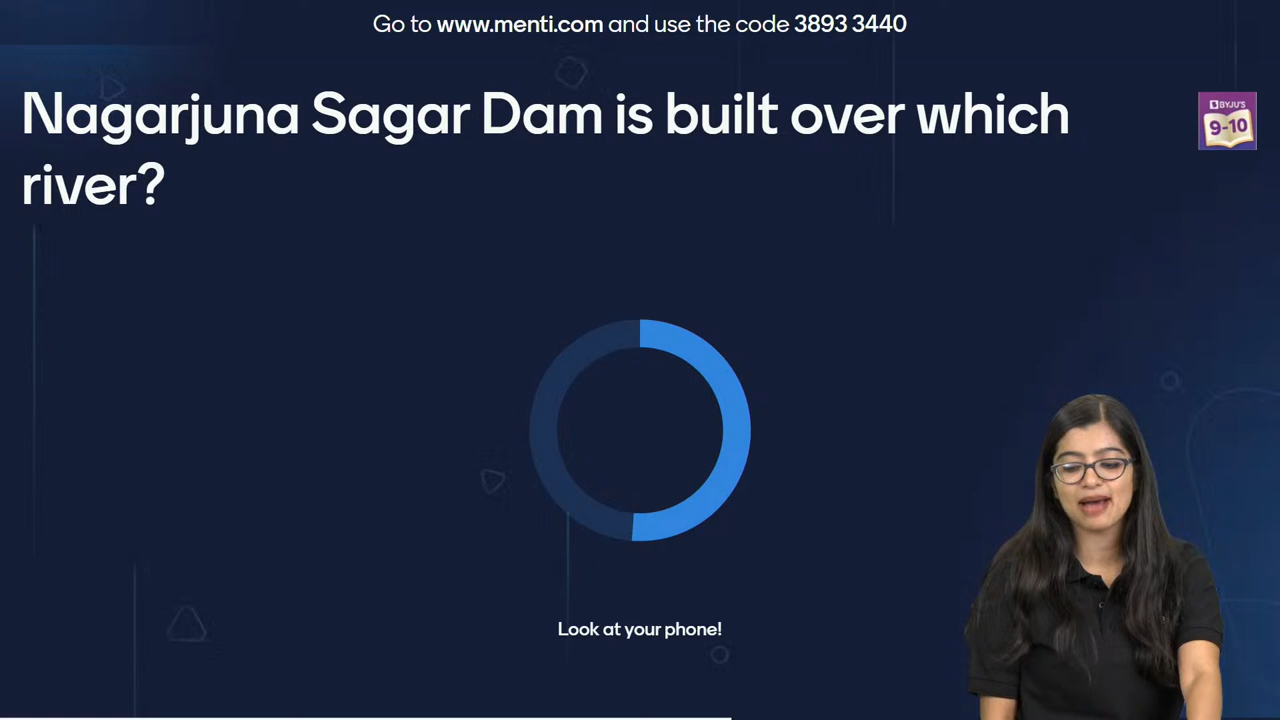 Go to www.menti.com and use the code 3893 3440
Nagarjuna Sagar Dam is built over which
river?
BYJU'S
9-10
Look at your phone!